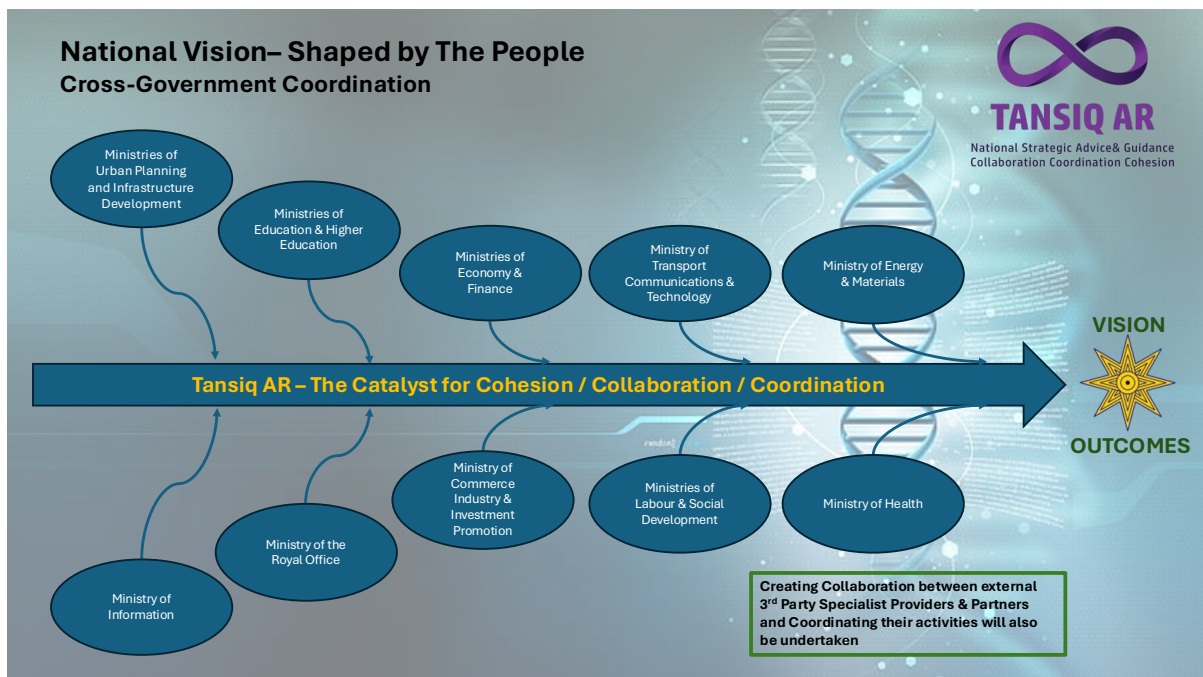 National Vision– Shaped by The People
Cross-Government Coordination
TANSIQ AR
National Strategic Advice& Guidance
Collaboration Coordination Cohesion
Ministries of
Urban Planning
and Infrastructure
Development
Ministries of
Education & Higher
Education
Ministries of
Economy &
Finance
Ministry of
Transport
Communications &
Technology
Ministry of Energy
& Materials
VISION
Tansiq AR – The Catalyst for Cohesion / Collaboration / Coordination
OUTCOMES
Ministry of
Information
Ministry of the
Royal Office
Ministry of
Commerce
Industry &
Investment
Promotion
Ministries of
Labour & Social
Development
Ministry of Health
Creating Collaboration between external
3rd Party Specialist Providers & Partners
and Coordinating their activities will also
be undertaken